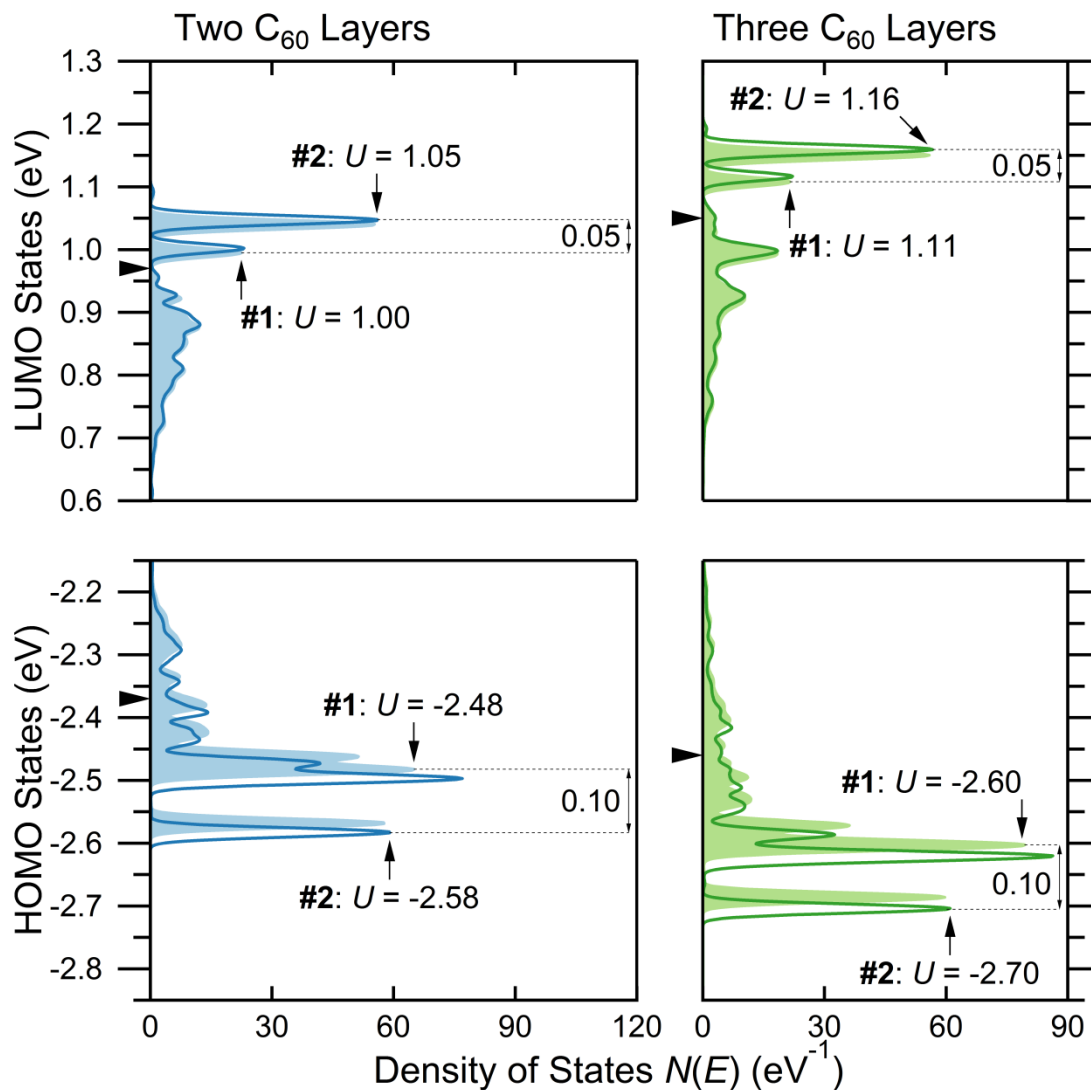 Two C₆₀ Layers
Three C₆₀ Layers
LUMO States (eV)
1.3
1.2
1.1
1.0
0.9
0.8
0.7
0.6
#2: U = 1.05
0.05
#1: U = 1.00
#2: U = 1.16
0.05
#1: U = 1.11
HOMO States (eV)
-2.2
-2.3
-2.4
-2.5
-2.6
-2.7
-2.8
#1: U = -2.48
0.10
#2: U = -2.58
#1: U = -2.60
0.10
#2: U = -2.70
0 30 60 90 120
0 30 60 90
Density of States N(E) (eV⁻¹)